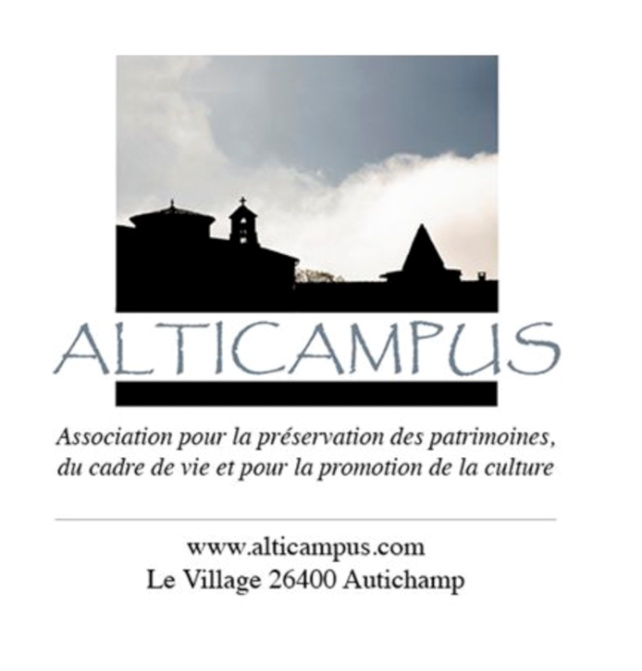 ALTICAMPUS
Association pour la préservation des patrimoines,
du cadre de vie et pour la promotion de la culture
www.alticampus.com
Le Village 26400 Autichamp